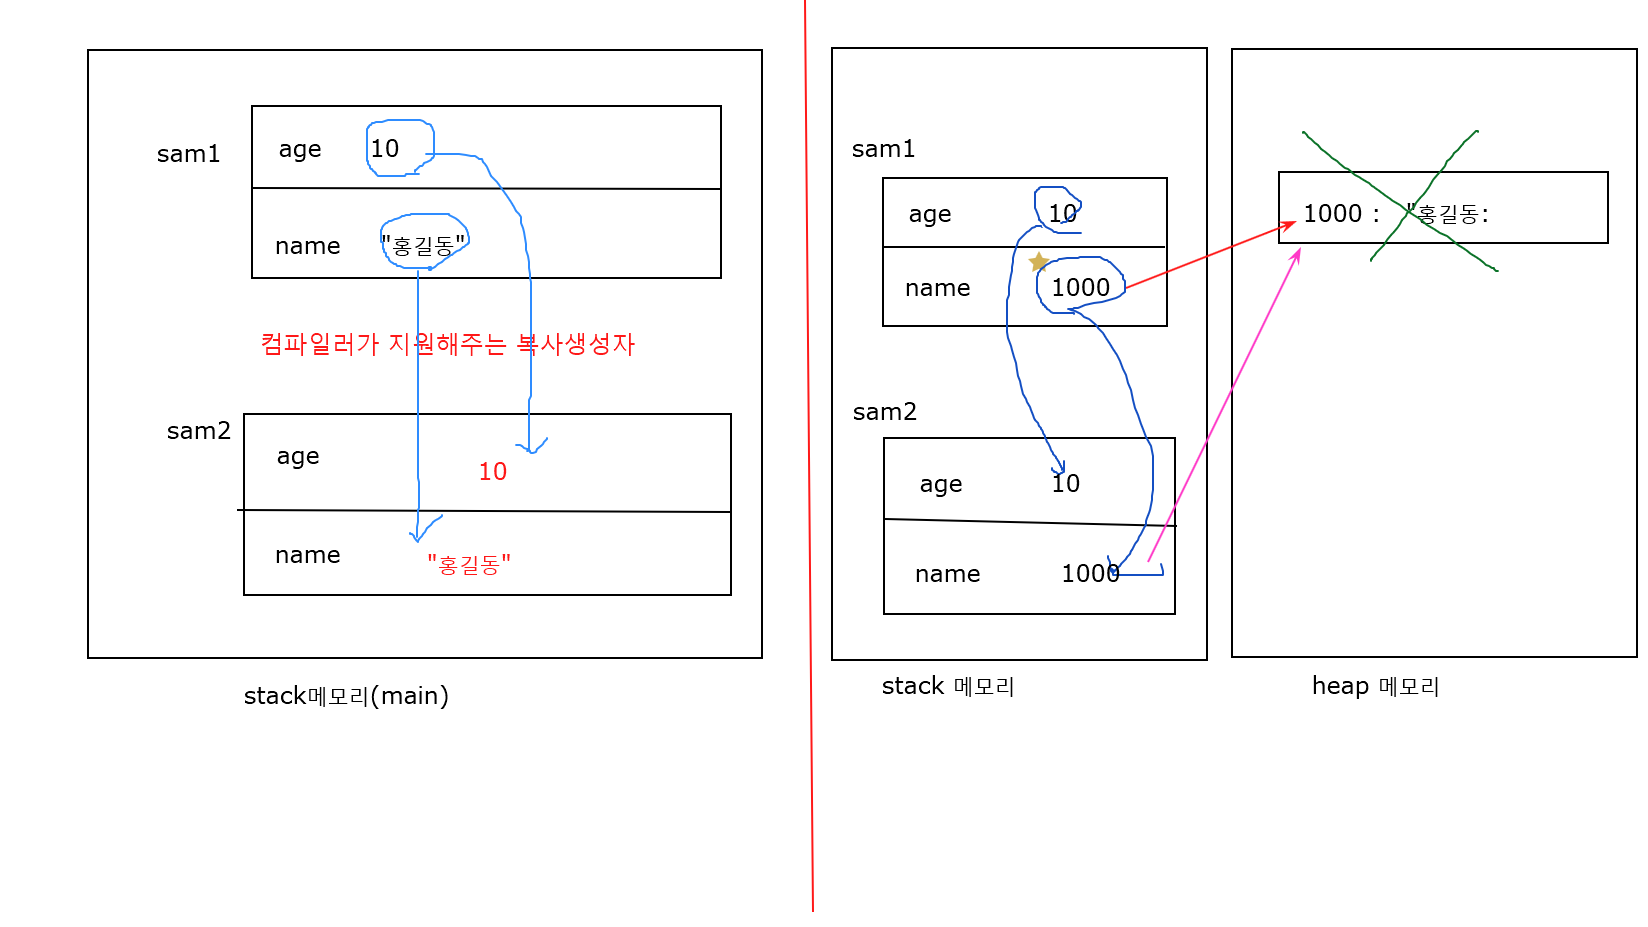 sam1
age 10
name "홍길동"
컴파일러가 지원해주는 복사생성자
sam2
age 10
name "홍길동"
stack메모리(main)
sam1
age 10
name 1000
sam2
age 10
name 1000
stack 메모리
1000 : "홍길동:
heap 메모리